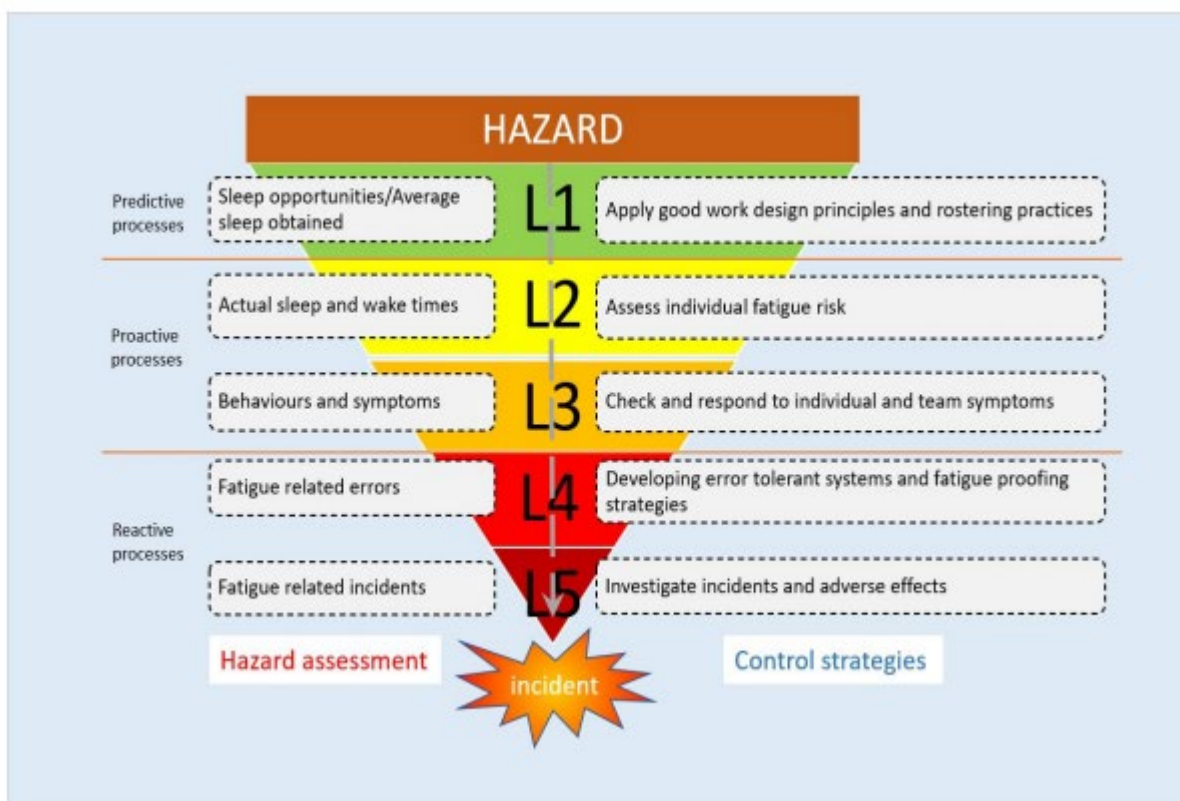 HAZARD
Predictive
processes
Sleep opportunities/Average
sleep obtained
L1
Apply good work design principles and rostering practices
Proactive
processes
Actual sleep and wake times
L2
Assess individual fatigue risk
Behaviours and symptoms
L3
Check and respond to individual and team symptoms
Reactive
processes
Fatigue related errors
L4
Developing error tolerant systems and fatigue proofing
strategies
Fatigue related incidents
L5
Investigate incidents and adverse effects
Hazard assessment
incident
Control strategies